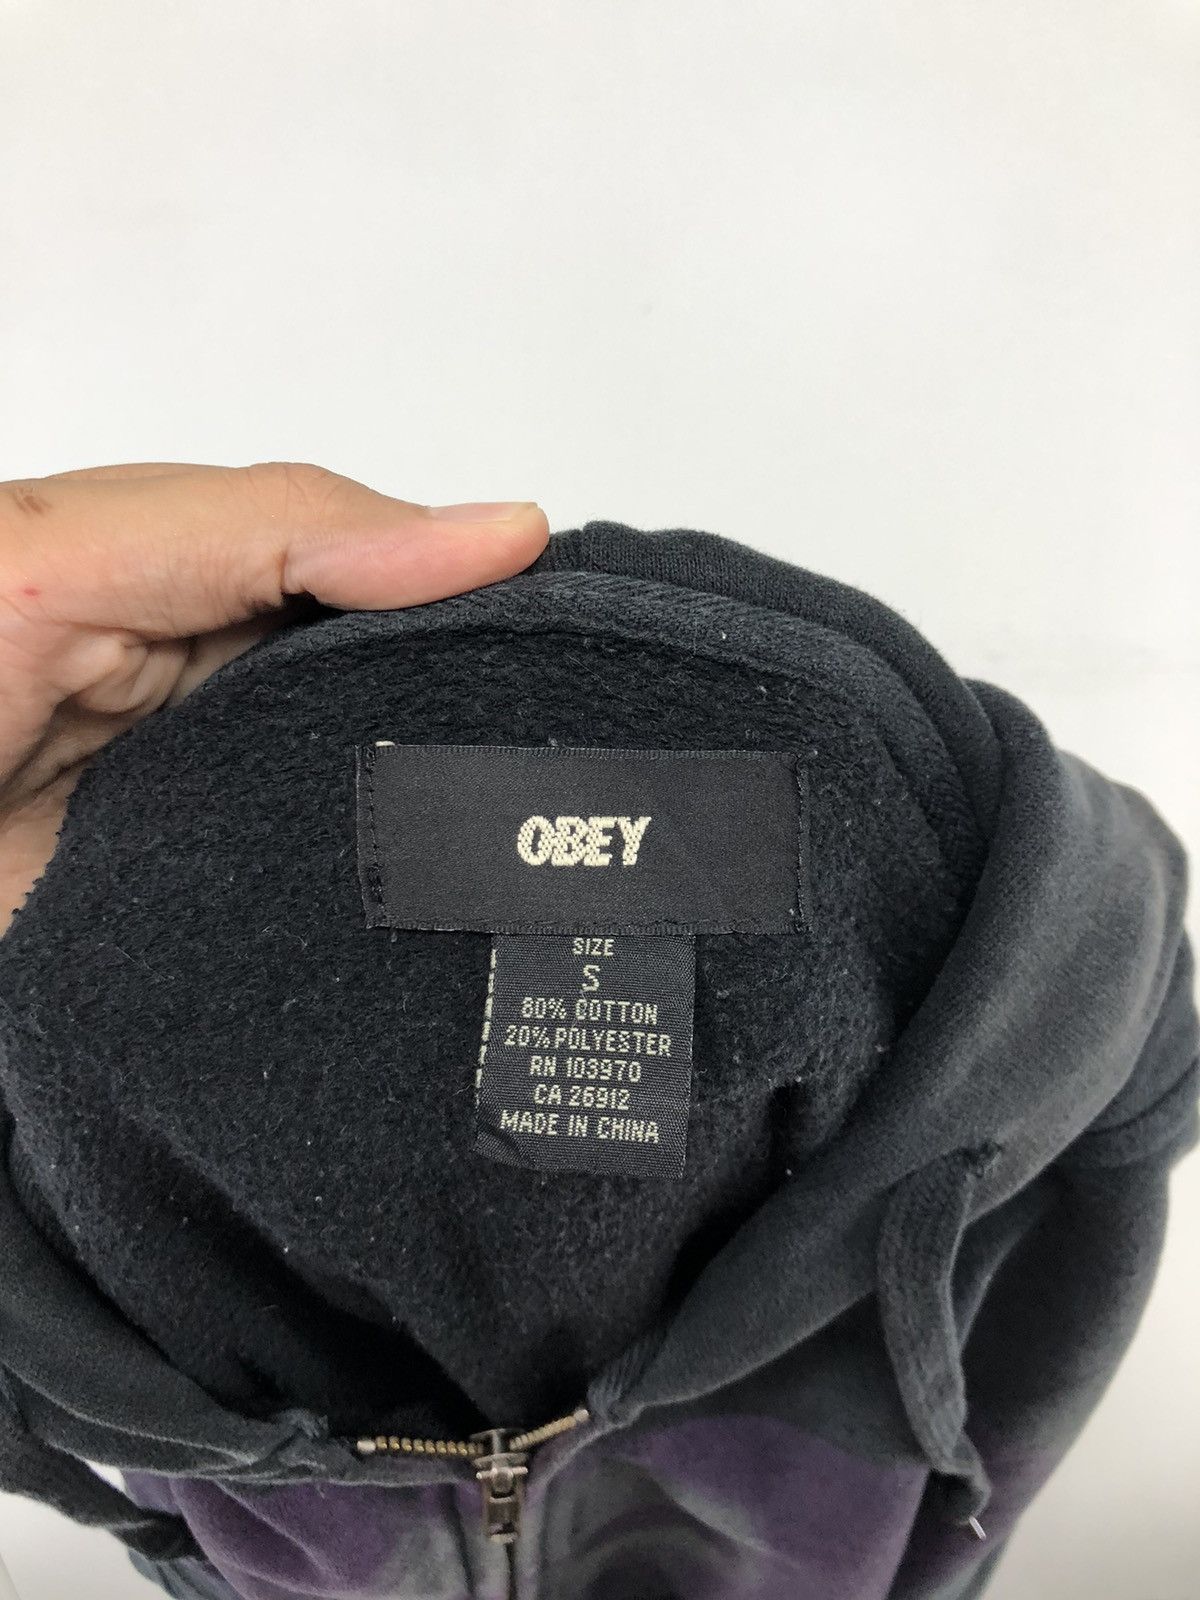 OBEY
SIZE
S
80% COTTON
20% POLYESTER
RN 103970
CA 26912
MADE IN CHINA